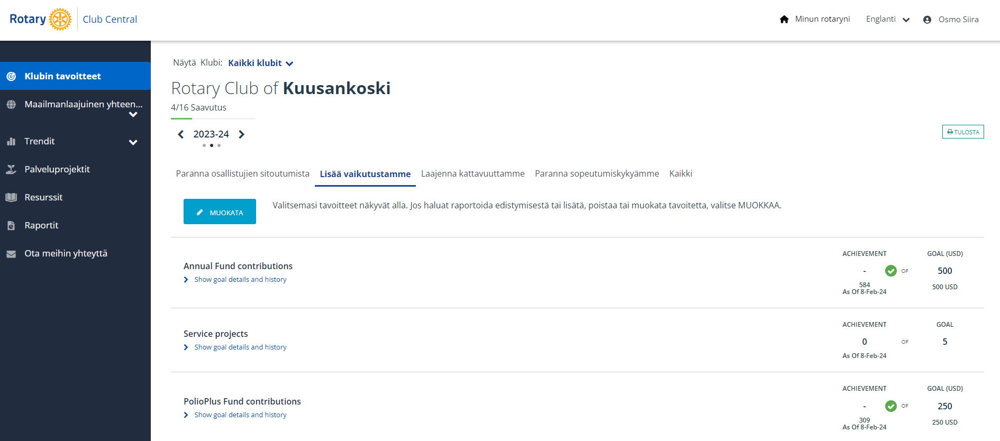 Rotary Club Central
Minun rotaryni Englanti Osmo Siira
Klubin tavoitteet
Maailmanlaajuinen yhteen...
Trendit
Palveluprojektit
Resurssit
Raportit
Ota meihin yhteyttä
Näytä Klubi: Kaikki klubit
Rotary Club of Kuusankoski
4/16 Saavutus
2023-24
TULOSTA
Paranna osallistujien sitoutumista Lisää vaikutustamme Laajenna kattavuuttamme Paranna sopeutumiskykyämme Kaikki
MUOKATA
Valitsemasi tavoitteet näkyvät alla. Jos haluat raportoida edistymisestä tai lisätä, poistaa tai muokata tavoitetta, valitse MUOKKAA.
Annual Fund contributions
Show goal details and history
ACHIEVEMENT GOAL (USD)
- OF 500
584 500 USD
As Of 8-Feb-24
Service projects
Show goal details and history
ACHIEVEMENT GOAL
0 OF 5
As Of 8-Feb-24
PolioPlus Fund contributions
Show goal details and history
ACHIEVEMENT GOAL (USD)
- OF 250
309 250 USD
As Of 8-Feb-24